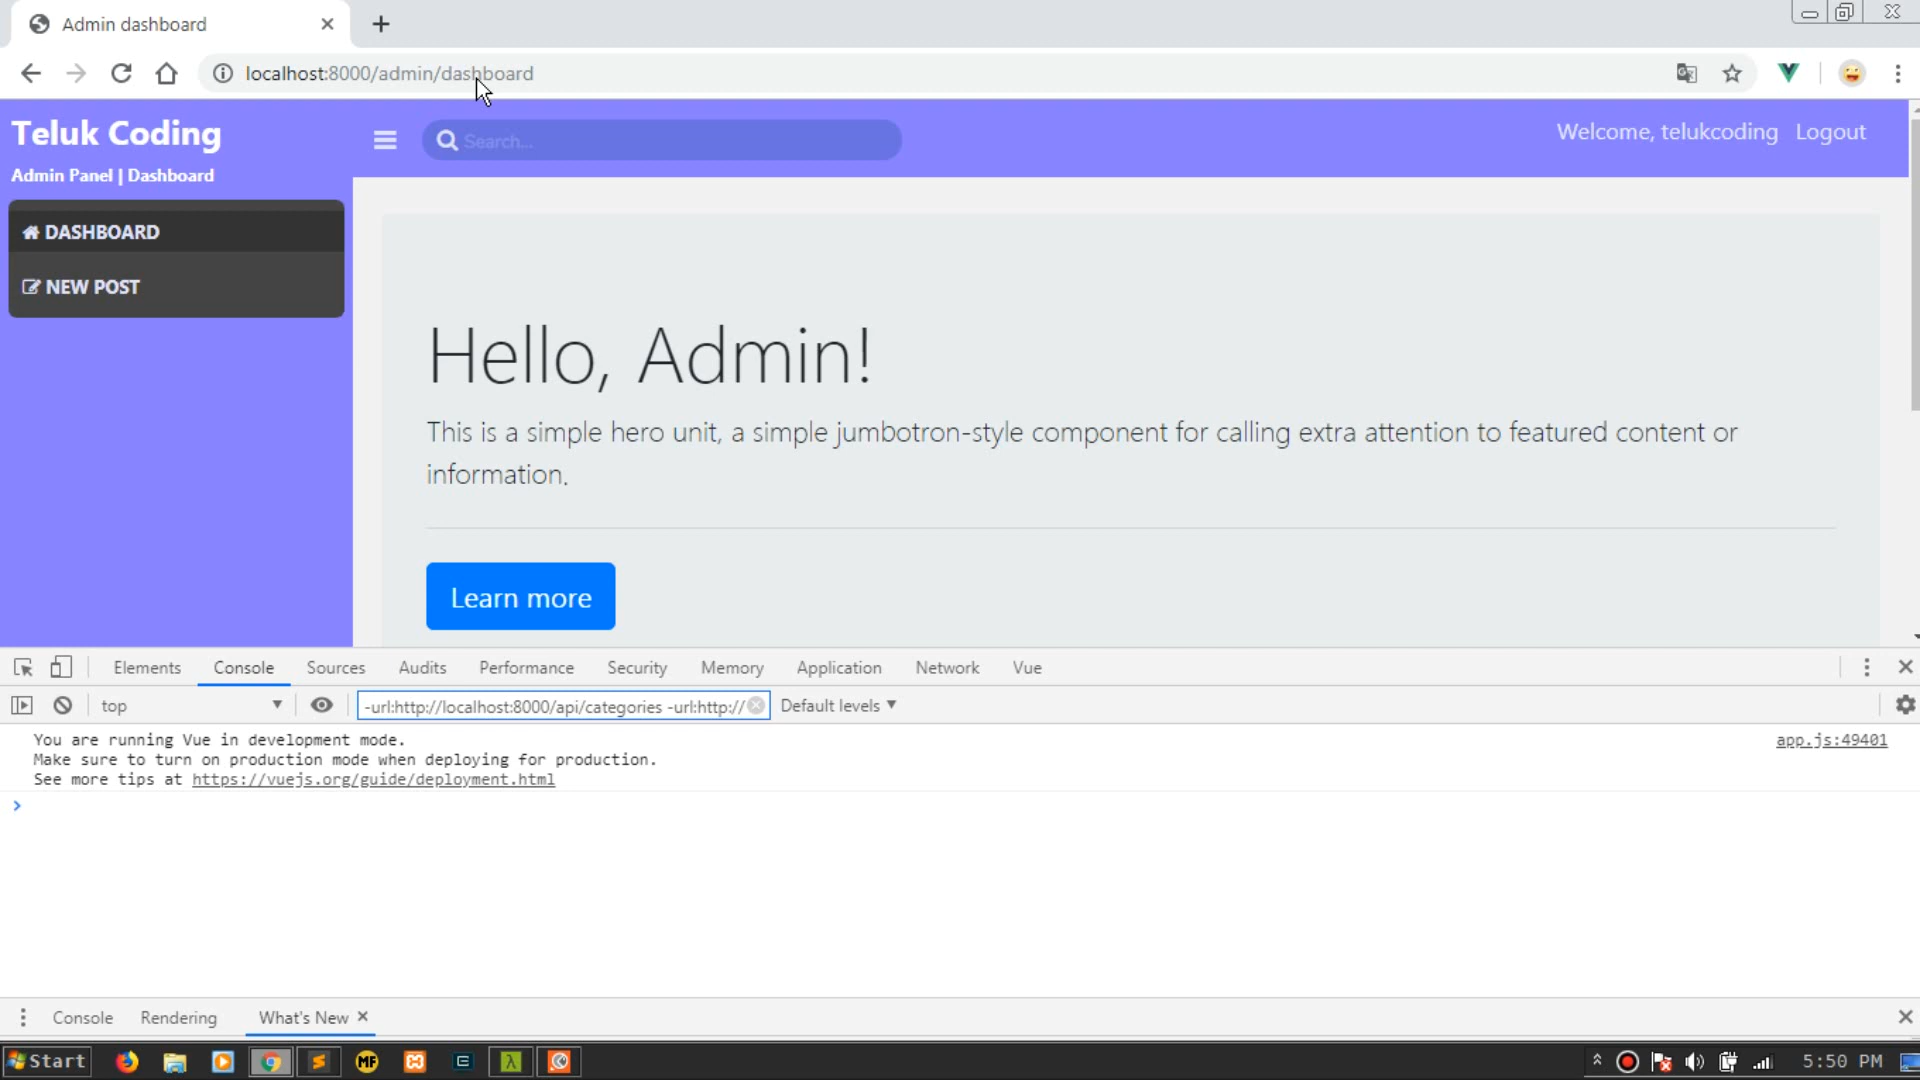 Admin dashboard
localhost:8000/admin/dashboard
Teluk Coding
Search...
Welcome, telukcoding Logout
Admin Panel | Dashboard
DASHBOARD
NEW POST
Hello, Admin!
This is a simple hero unit, a simple jumbotron-style component for calling extra attention to featured content or
information.
Learn more
Elements Console Sources Audits Performance Security Memory Application Network Vue
top -url:http://localhost:8000/api/categories -url:http:// Default levels
You are running Vue in development mode. app.js:49401
Make sure to turn on production mode when deploying for production.
See more tips at https://vuejs.org/guide/deployment.html
Console Rendering What's New
Start MF 5:50 PM